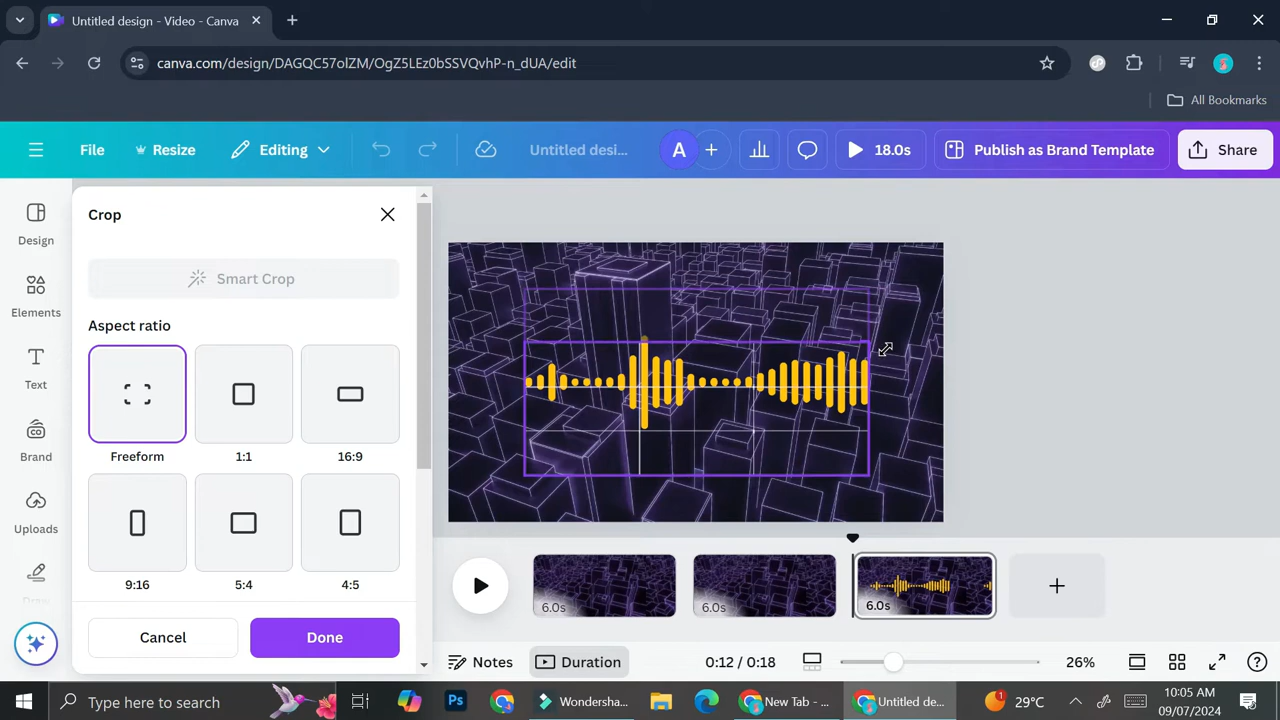 Untitled design - Video - Canva
canva.com/design/DAGQC57olZM/OgZ5LEz0bSSVQvhP-n_dUA/edit
All Bookmarks
File
Resize
Editing
Untitled desi...
A
18.0s
Publish as Brand Template
Share
Design
Elements
Text
Brand
Uploads
Draw
Crop
Smart Crop
Aspect ratio
Freeform
1:1
16:9
9:16
5:4
4:5
Cancel
Done
6.0s
6.0s
6.0s
Notes
Duration
0:12 / 0:18
26%
Type here to search
Ps
Wondersha...
New Tab - ...
Untitled de...
1
29°C
10:05 AM
09/07/2024